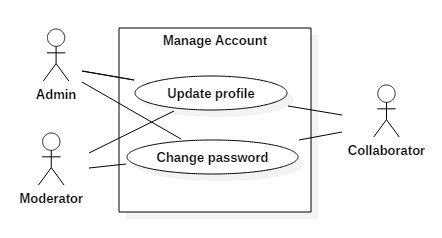 Manage Account
Update profile
Admin
Change password
Collaborator
Moderator